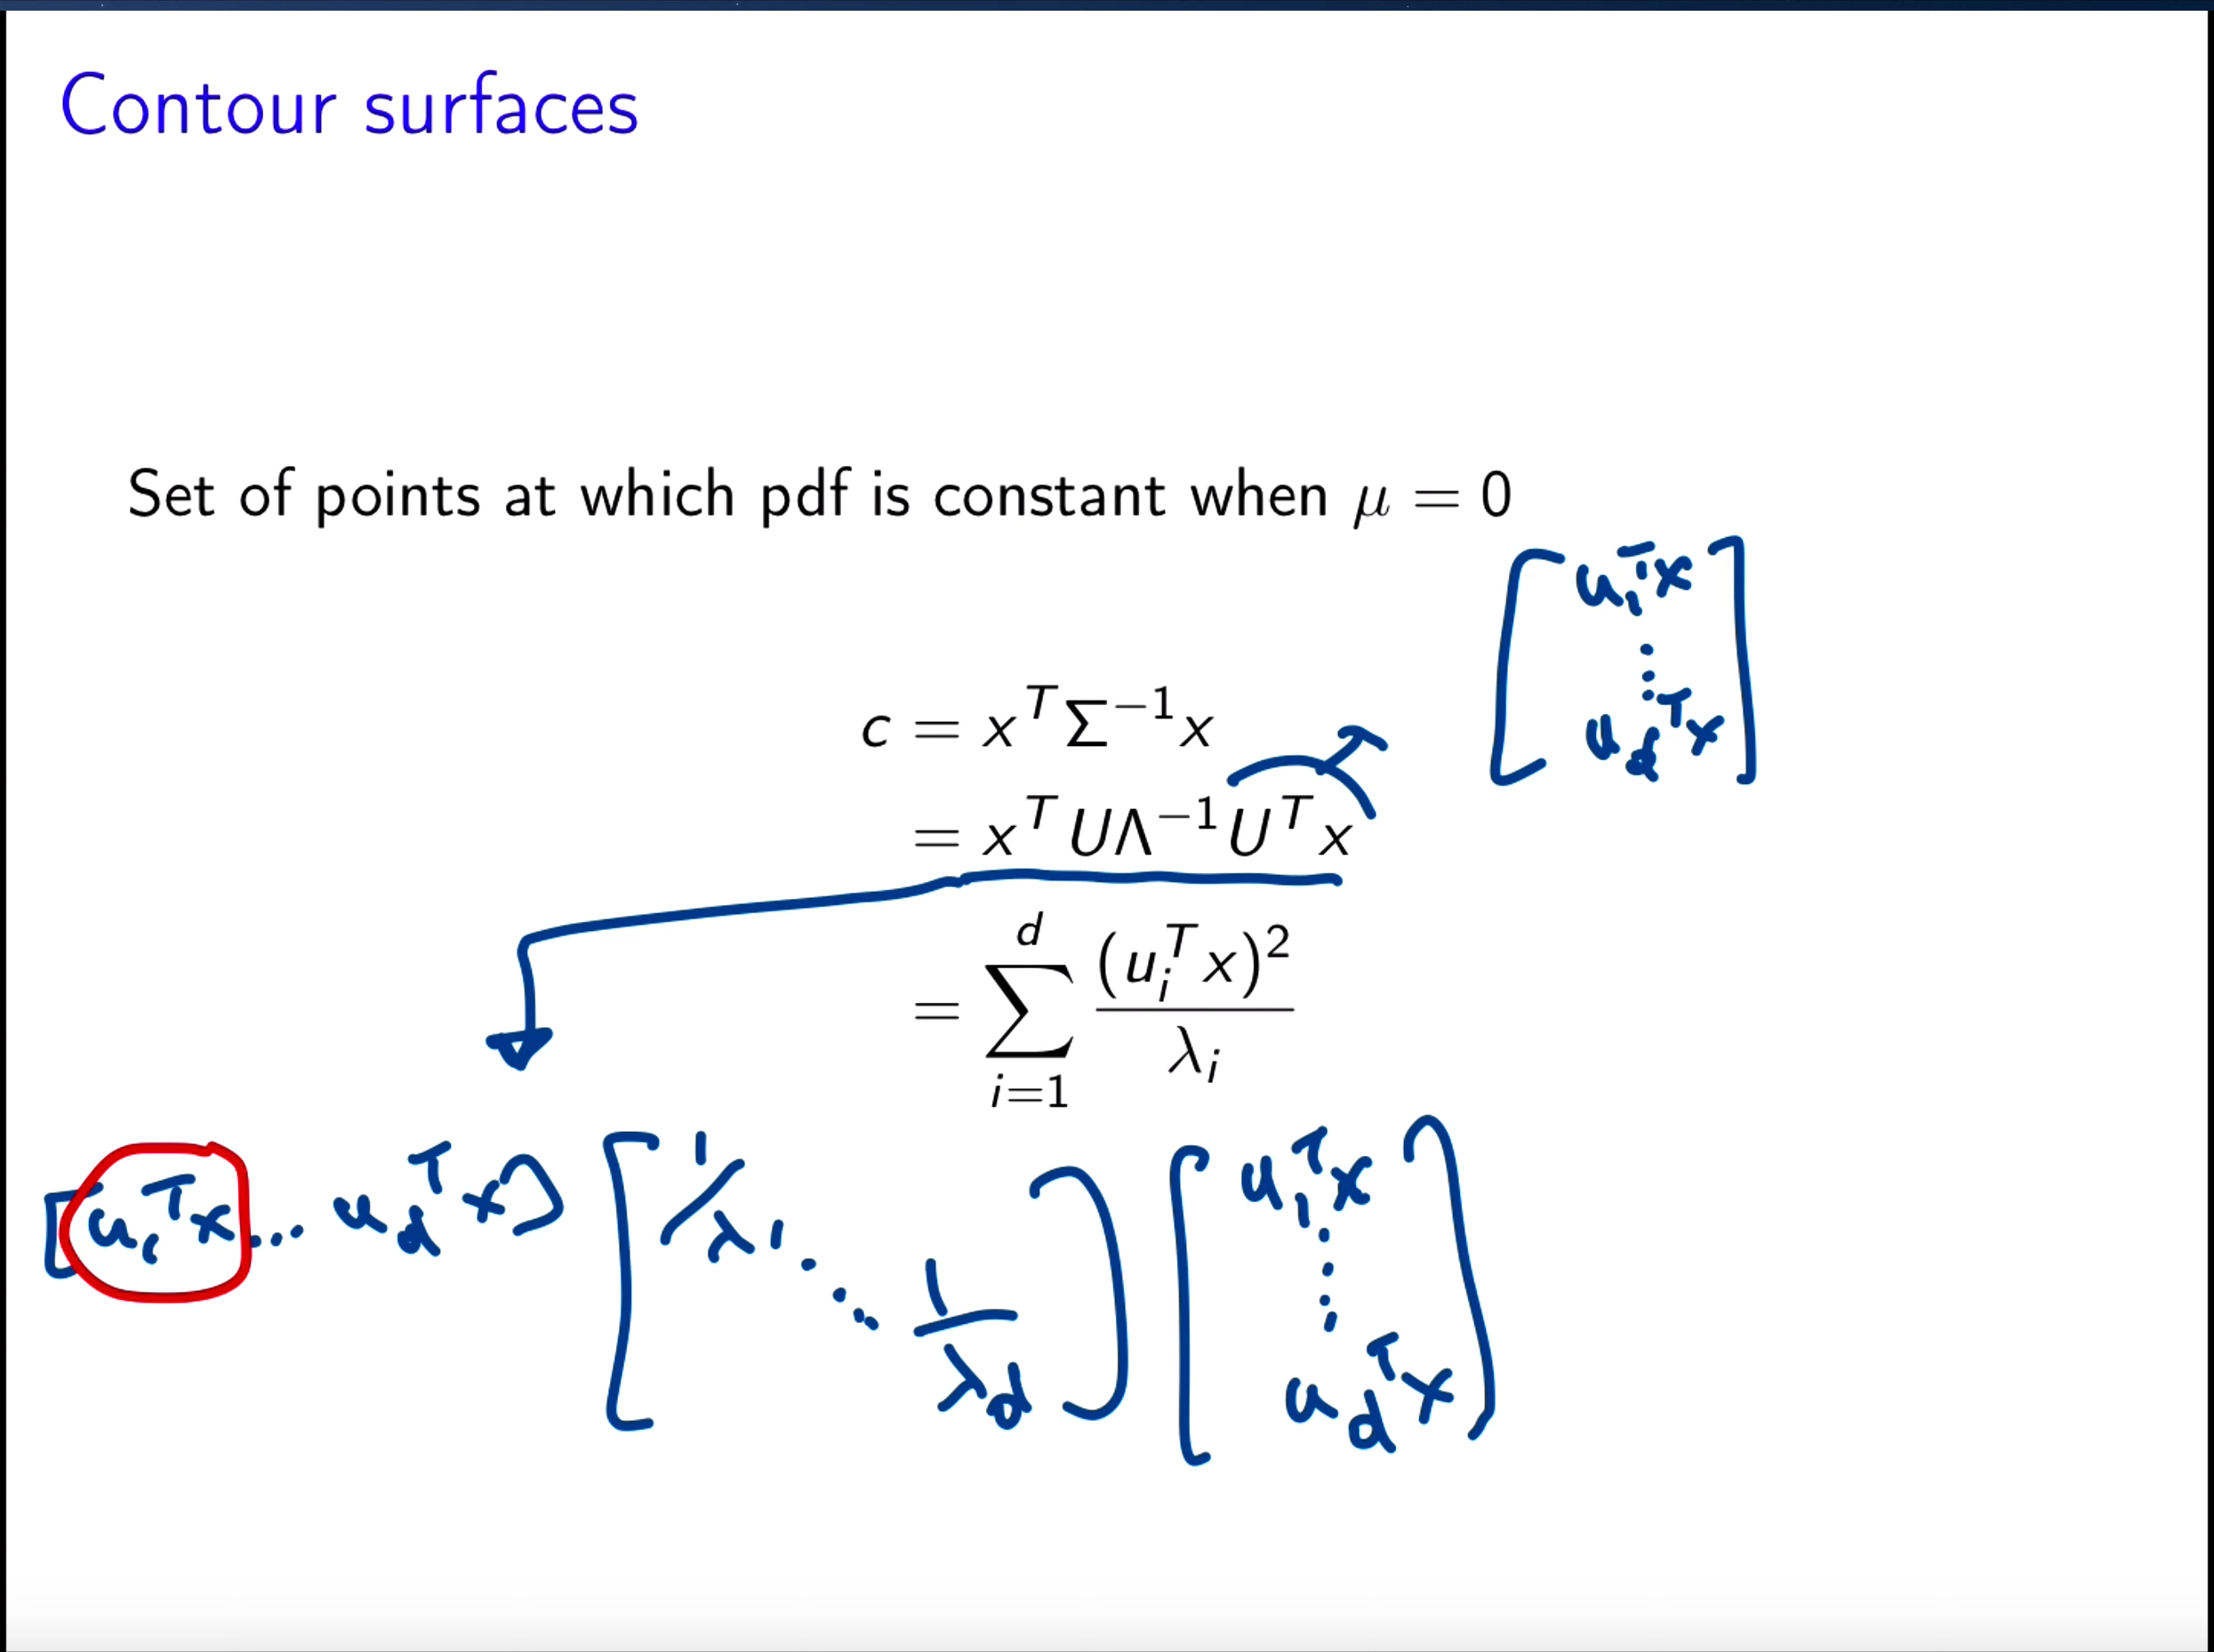 Contour surfaces
Set of points at which pdf is constant when μ = 0
[ u₁ᵀx
⋮
u_dᵀx ]
c = xᵀΣ⁻¹x
= xᵀUΛ⁻¹Uᵀx
= ∑_{i=1}^{d} (u_iᵀx)² / λ_i
[u₁ᵀx ... u_dᵀx] [ 1/λ₁ ⋱ 1/λ_d ] [ u₁ᵀx ⋮ u_dᵀx ]